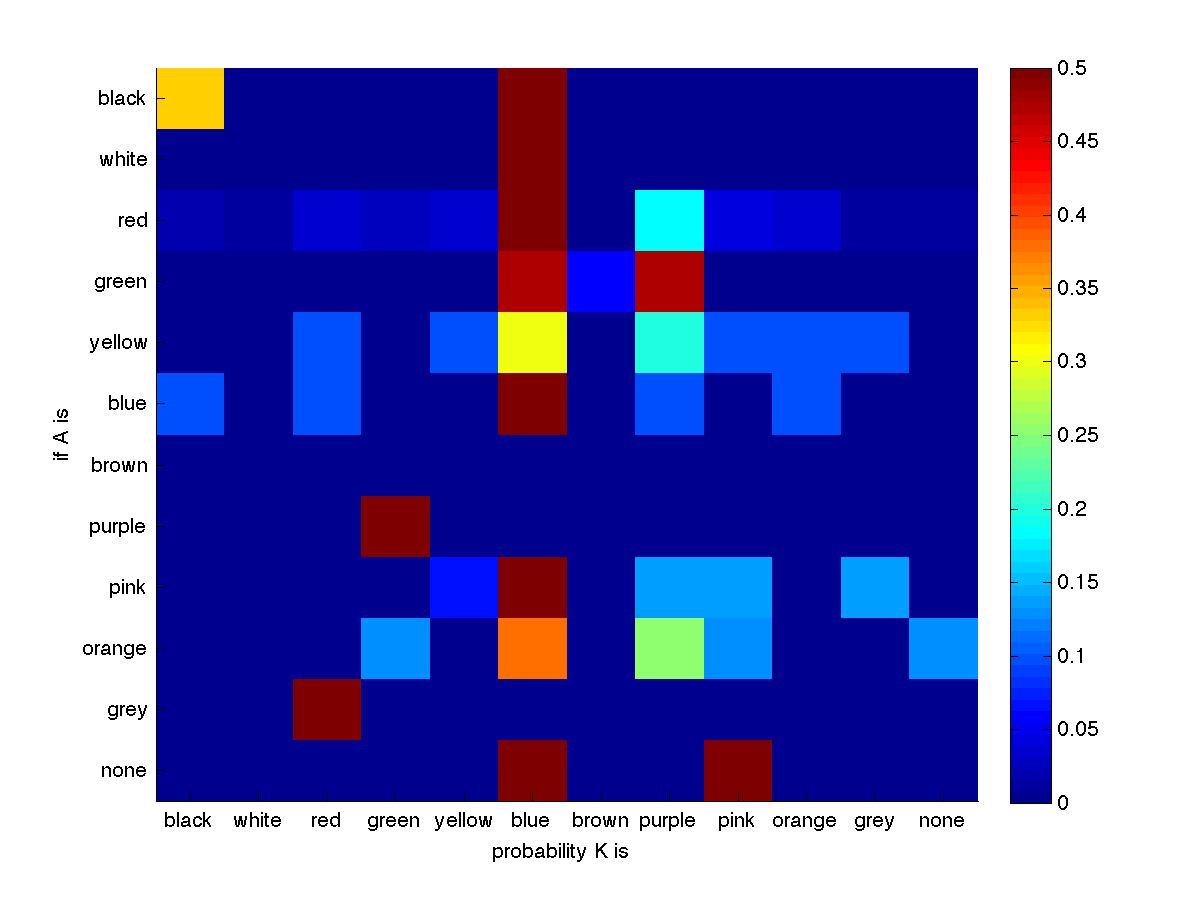 black
white
red
green
yellow
blue
brown
purple
pink
orange
grey
none
if A is
black white red green yellow blue brown purple pink orange grey none
probability K is
0.5
0.45
0.4
0.35
0.3
0.25
0.2
0.15
0.1
0.05
0